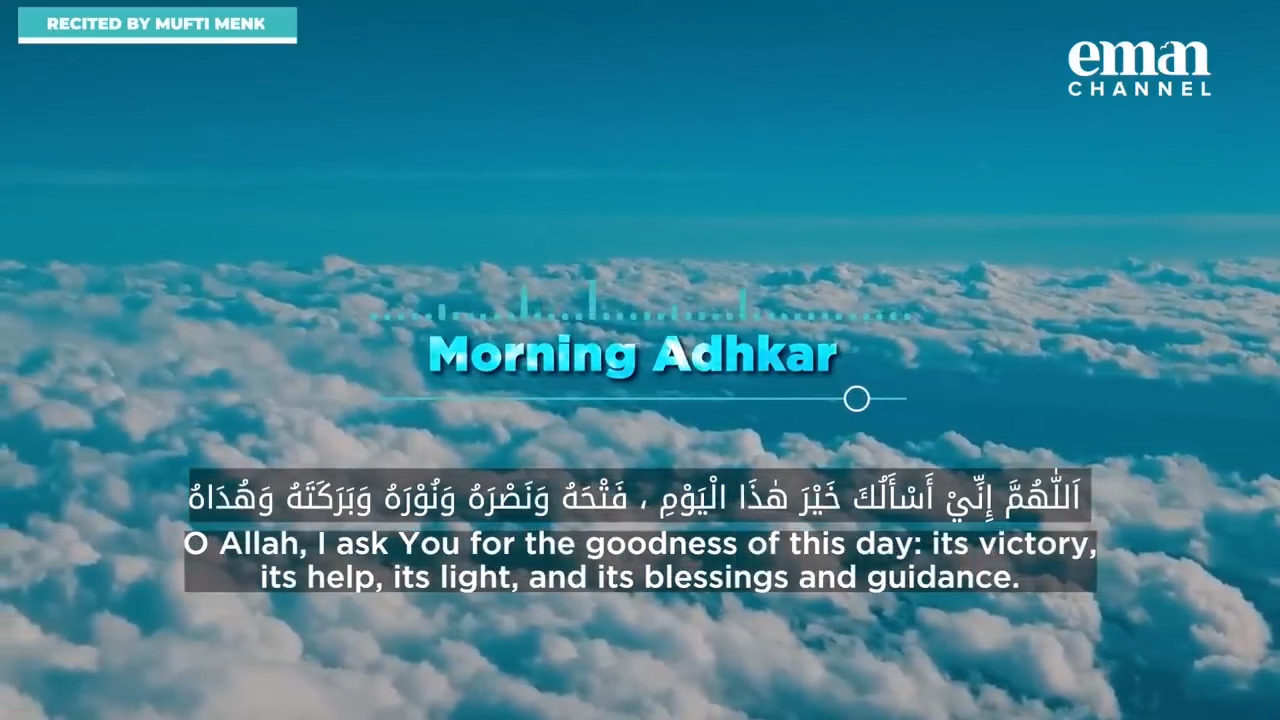 RECITED BY MUFTI MENK
eman
CHANNEL
Morning Adhkar
اَللّٰهُمَّ إِنِّيْ أَسْأَلُكَ خَيْرَ هٰذَا الْيَوْمِ ، فَتْحَهُ وَنَصْرَهُ وَنُوْرَهُ وَبَرَكَتَهُ وَهُدَاهُ
O Allah, I ask You for the goodness of this day: its victory,
its help, its light, and its blessings and guidance.